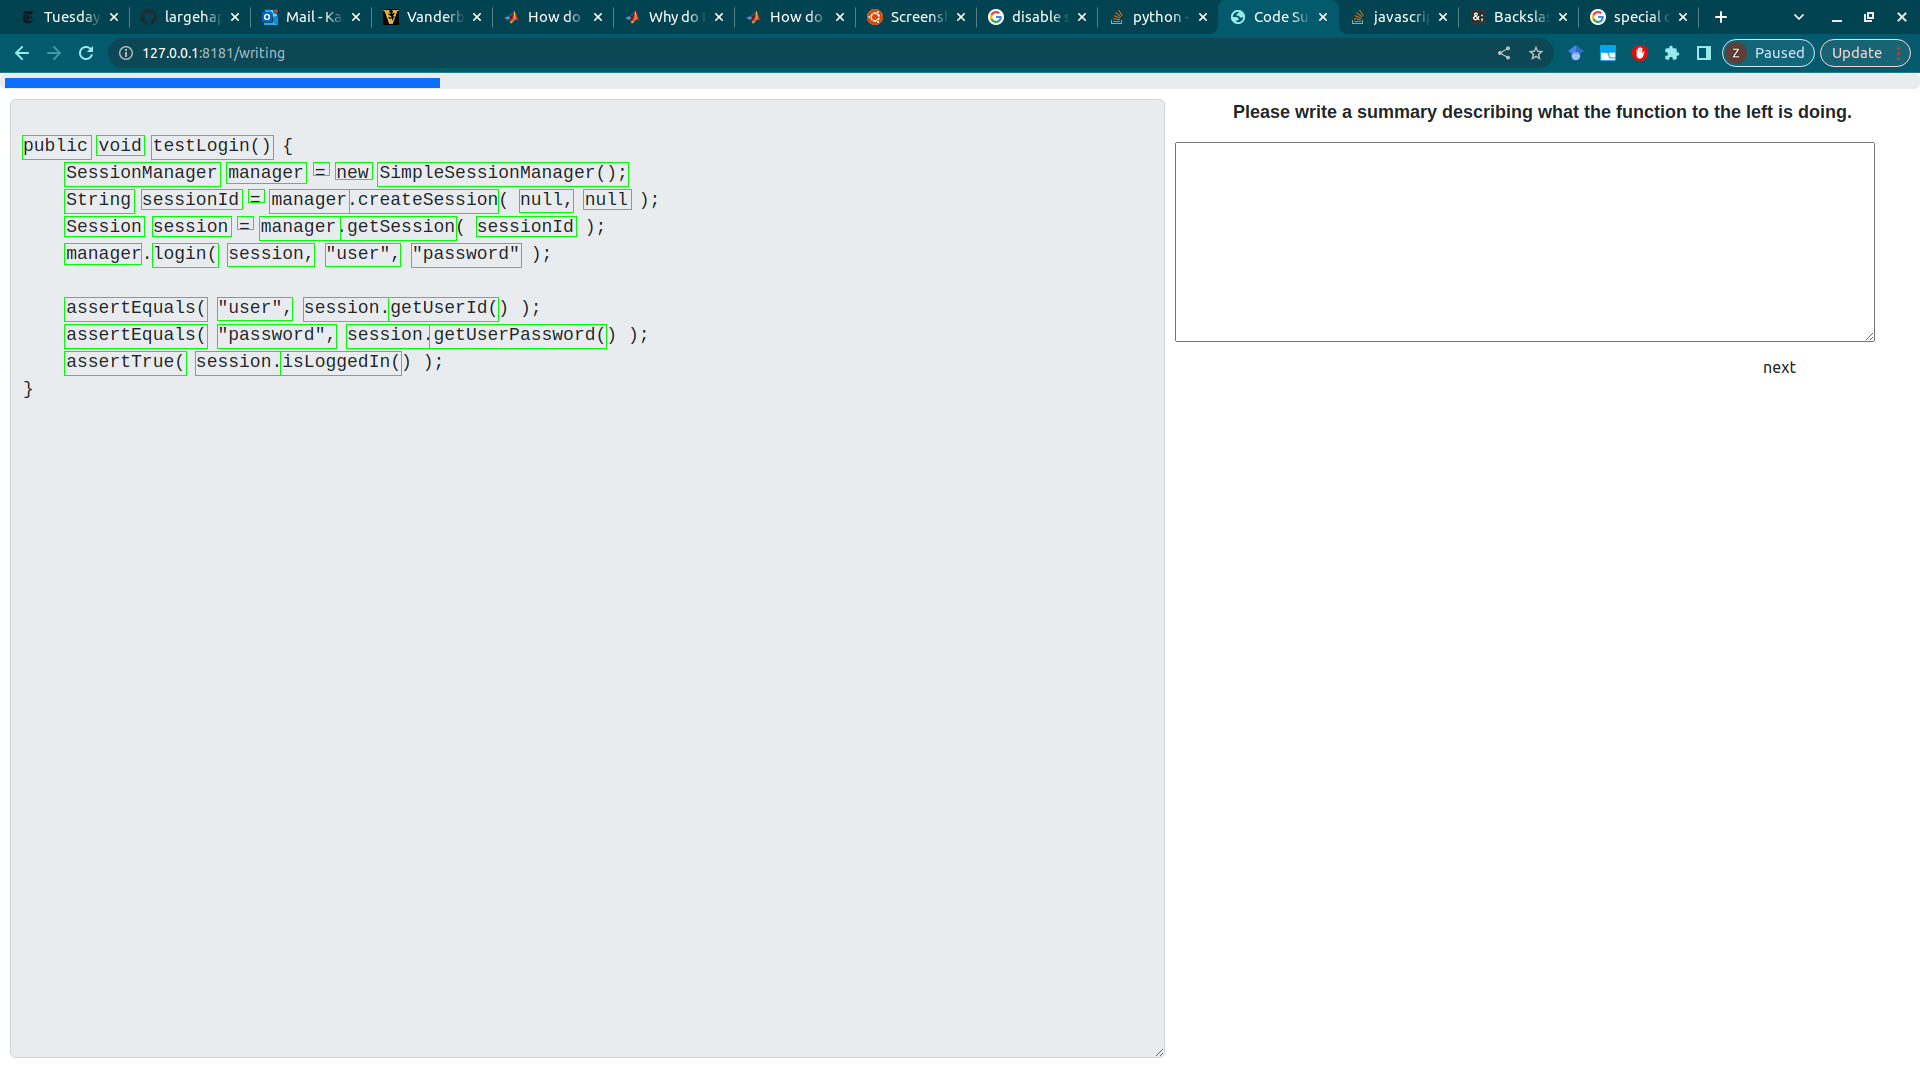 Tuesday largehap Mail - Ka Vanderb How do Why do How do Screens disable s python - Code Su javascrip Backslas special c
127.0.0.1:8181/writing Z Paused Update
Please write a summary describing what the function to the left is doing.
public void testLogin() {
SessionManager manager = new SimpleSessionManager();
String sessionId = manager.createSession( null, null );
Session session = manager.getSession( sessionId );
manager.login( session, "user", "password" );
assertEquals( "user", session.getUserId() );
assertEquals( "password", session.getUserPassword() );
assertTrue( session.isLoggedIn() );
}
next